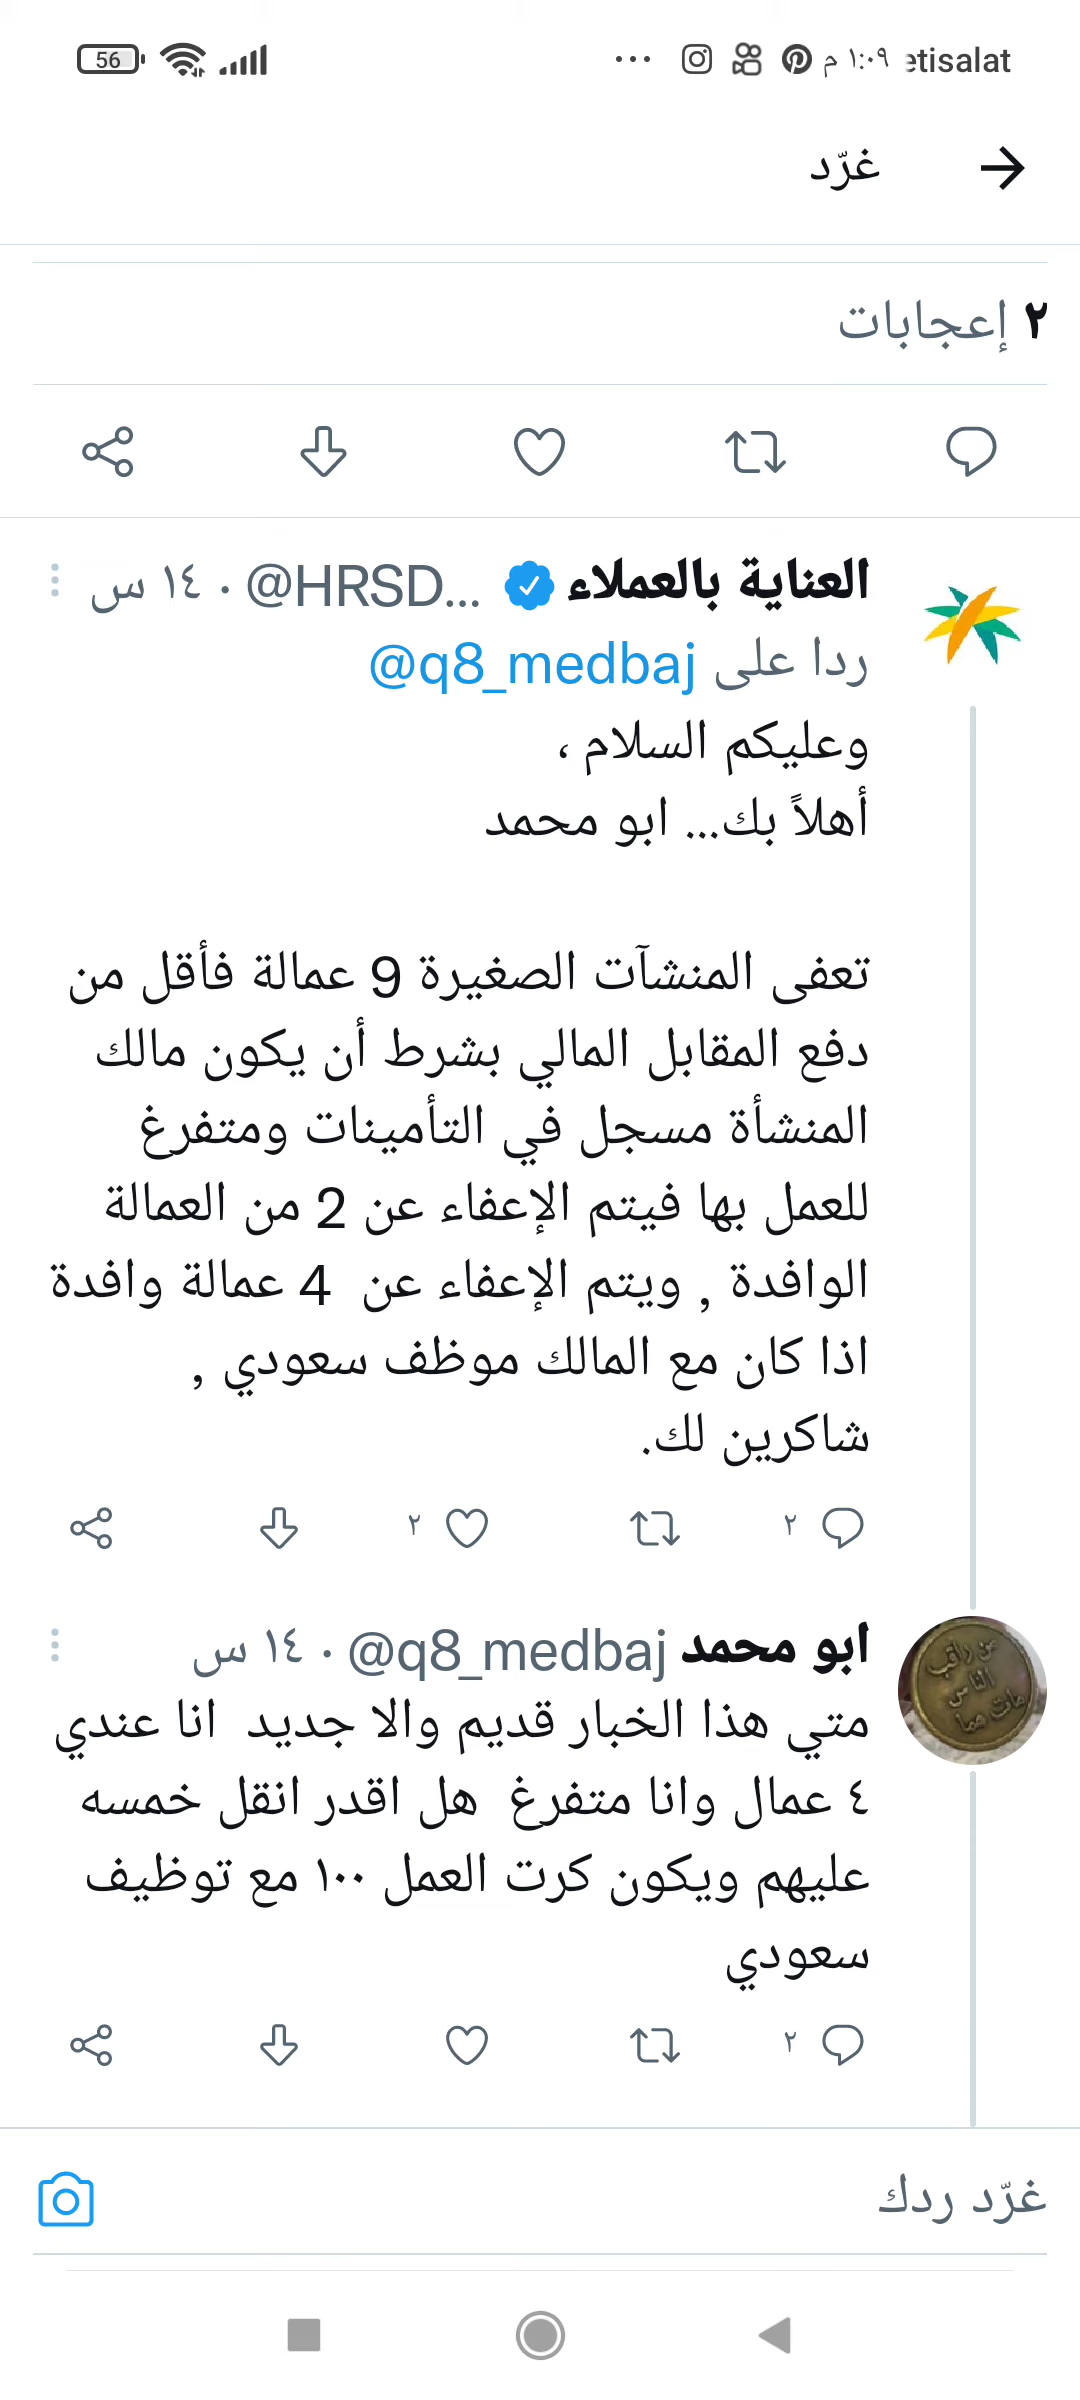 56 ... ١:٠٩ م etisalat
غرّد
٢ إعجابات
العناية بالعملاء @HRSD... · ١٤ س
ردا على @q8_medbaj
وعليكم السلام ،
أهلاً بك... ابو محمد
تعفى المنشآت الصغيرة 9 عمالة فأقل من
دفع المقابل المالي بشرط أن يكون مالك
المنشأة مسجل في التأمينات ومتفرغ
للعمل بها فيتم الإعفاء عن 2 من العمالة
الوافدة , ويتم الإعفاء عن 4 عمالة وافدة
اذا كان مع المالك موظف سعودي ,
شاكرين لك.
٢ ٢
ابو محمد @q8_medbaj · ١٤ س
متي هذا الخبار قديم والا جديد انا عندي
٤ عمال وانا متفرغ هل اقدر انقل خمسه
عليهم ويكون كرت العمل ١٠٠ مع توظيف
سعودي
من راقب
الناس
مات هما
٢
غرّد ردك